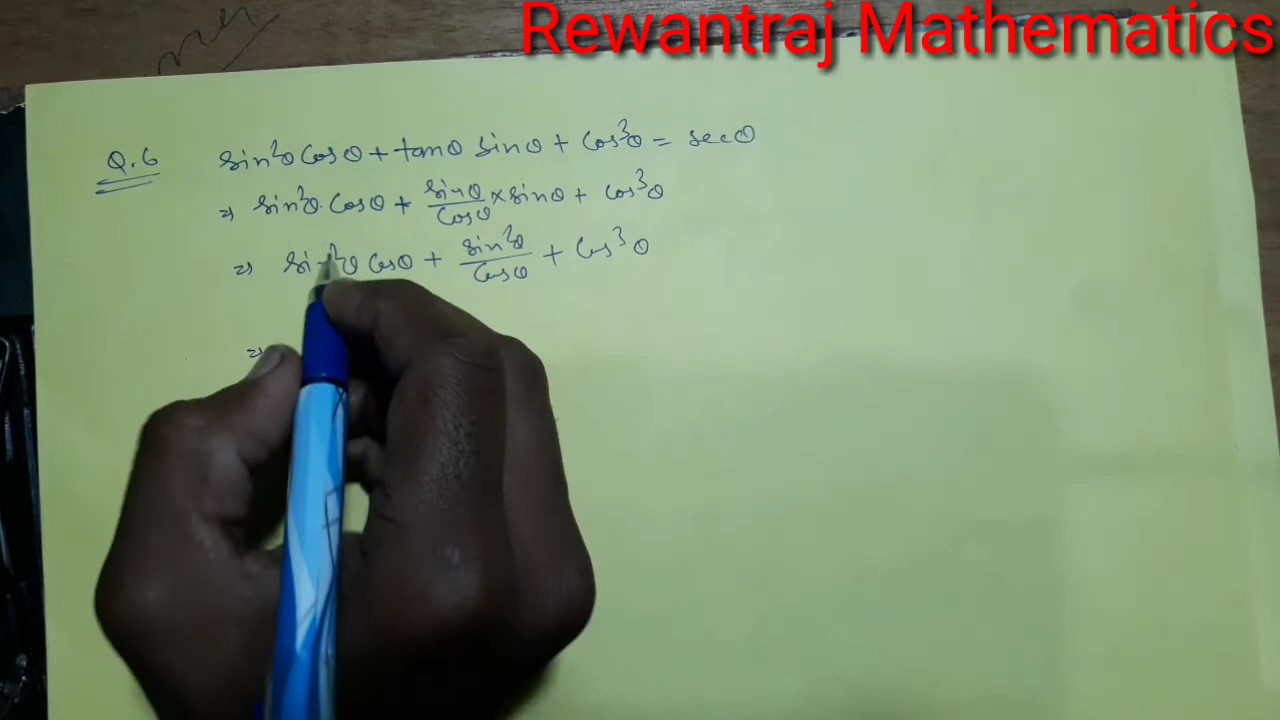 Rewantraj Mathematics
Q.6 sin²θ cosθ + tanθ sinθ + cos³θ = secθ
⇒ sin²θ. cosθ + sinθ/cosθ × sinθ + cos³θ
⇒ sin²θ cosθ + sin²θ/cosθ + cos³θ
⇒